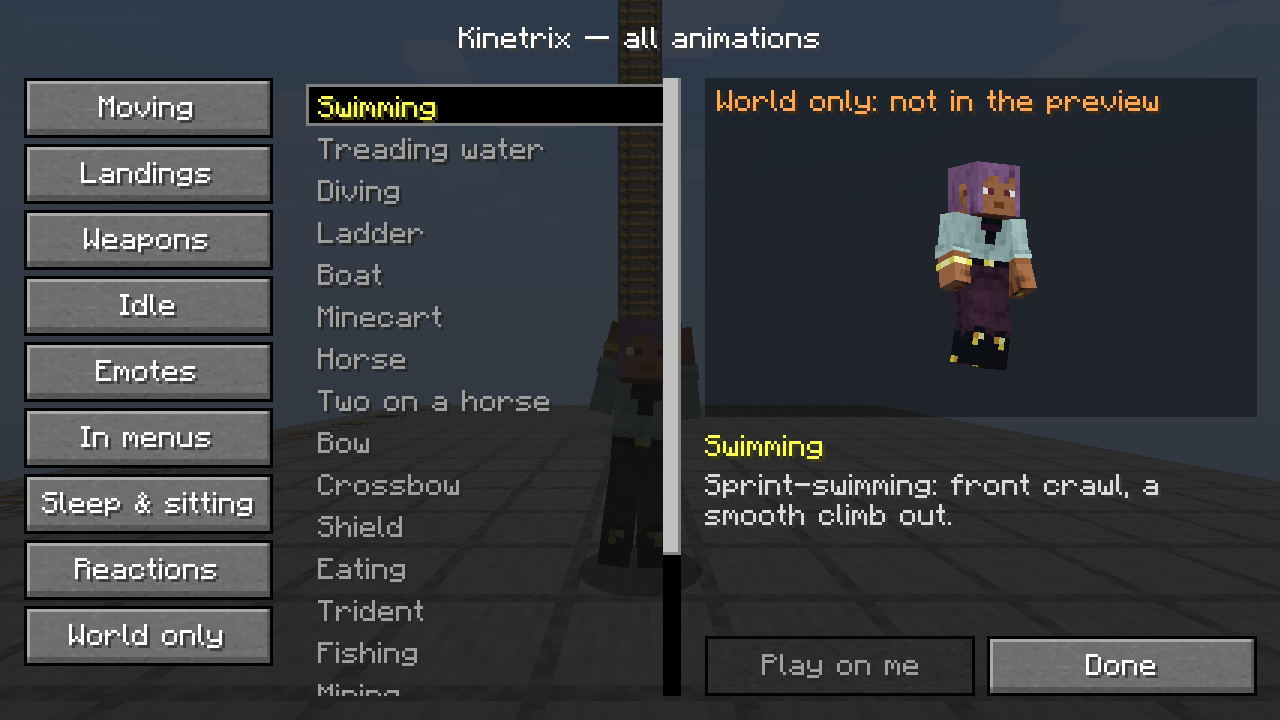 Kinetrix — all animations
Moving
Landings
Weapons
Idle
Emotes
In menus
Sleep & sitting
Reactions
World only
Swimming
Treading water
Diving
Ladder
Boat
Minecart
Horse
Two on a horse
Bow
Crossbow
Shield
Eating
Trident
Fishing
Mining
World only: not in the preview
Swimming
Sprint-swimming: front crawl, a
smooth climb out.
Play on me
Done